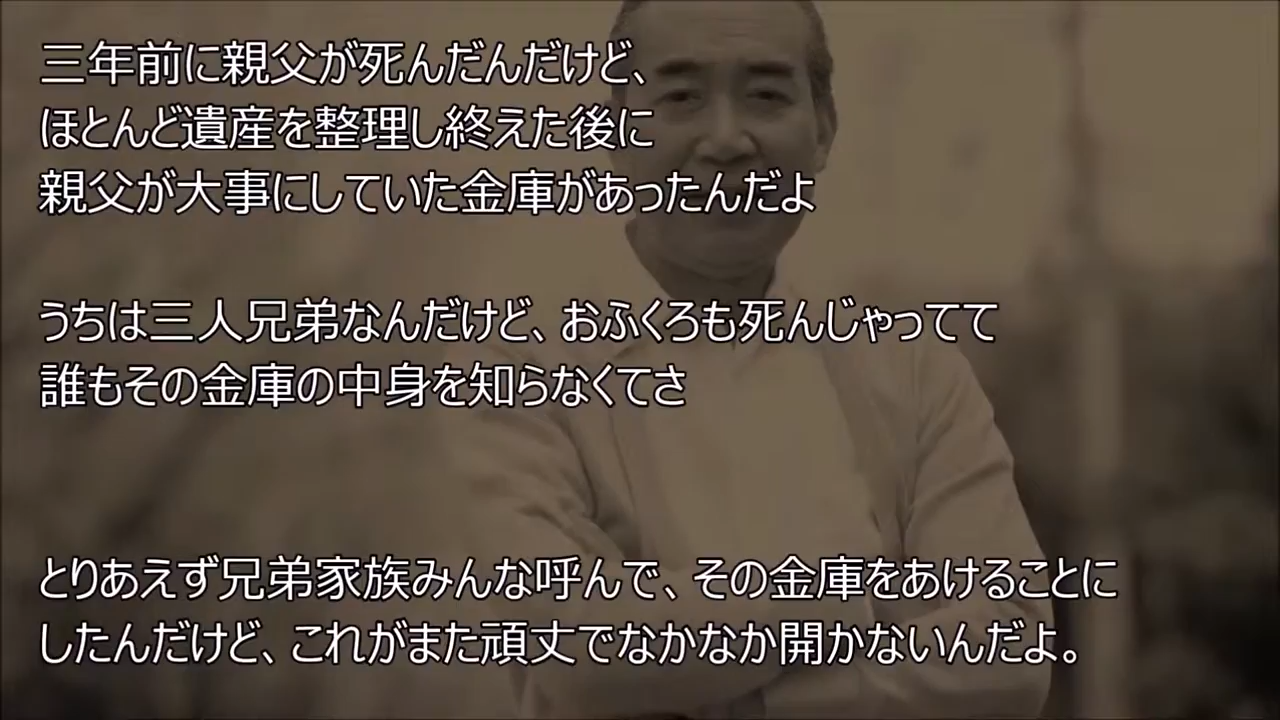 三年前に親父が死んだんだけど、
ほとんど遺産を整理し終えた後に
親父が大事にしていた金庫があったんだよ
うちは三人兄弟なんだけど、おふくろも死んじゃってて
誰もその金庫の中身を知らなくてさ
とりあえず兄弟家族みんな呼んで、その金庫をあけることに
したんだけど、これがまた頑丈でなかなか開かないんだよ。